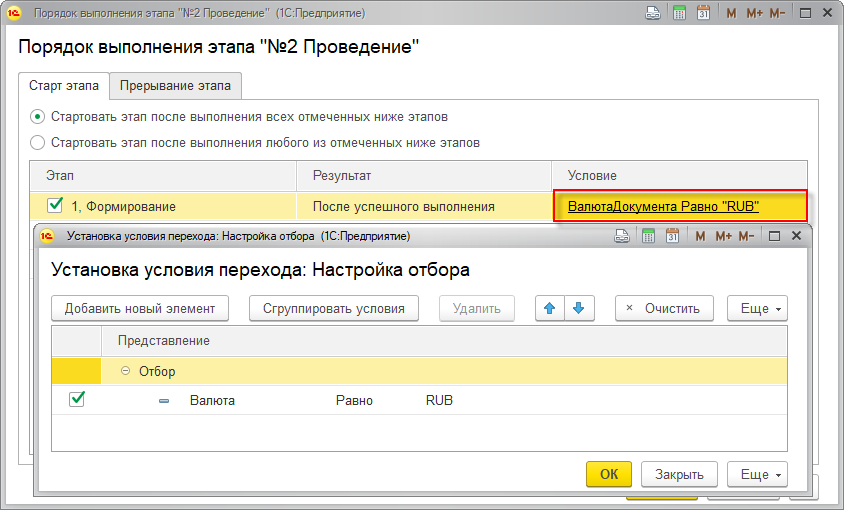 Порядок выполнения этапа "№2 Проведение" (1С:Предприятие)
31 M M+ M−
Порядок выполнения этапа "№2 Проведение"
Старт этапа Прерывание этапа
Стартовать этап после выполнения всех отмеченных ниже этапов
Стартовать этап после выполнения любого из отмеченных ниже этапов
Этап Результат Условие
1, Формирование После успешного выполнения ВалютаДокумента Равно "RUB"
Установка условия перехода: Настройка отбора (1С:Предприятие)
31 M M+ M−
Установка условия перехода: Настройка отбора
Добавить новый элемент Сгруппировать условия Удалить × Очистить Еще
Представление
Отбор
Валюта Равно RUB
ОК Закрыть Еще